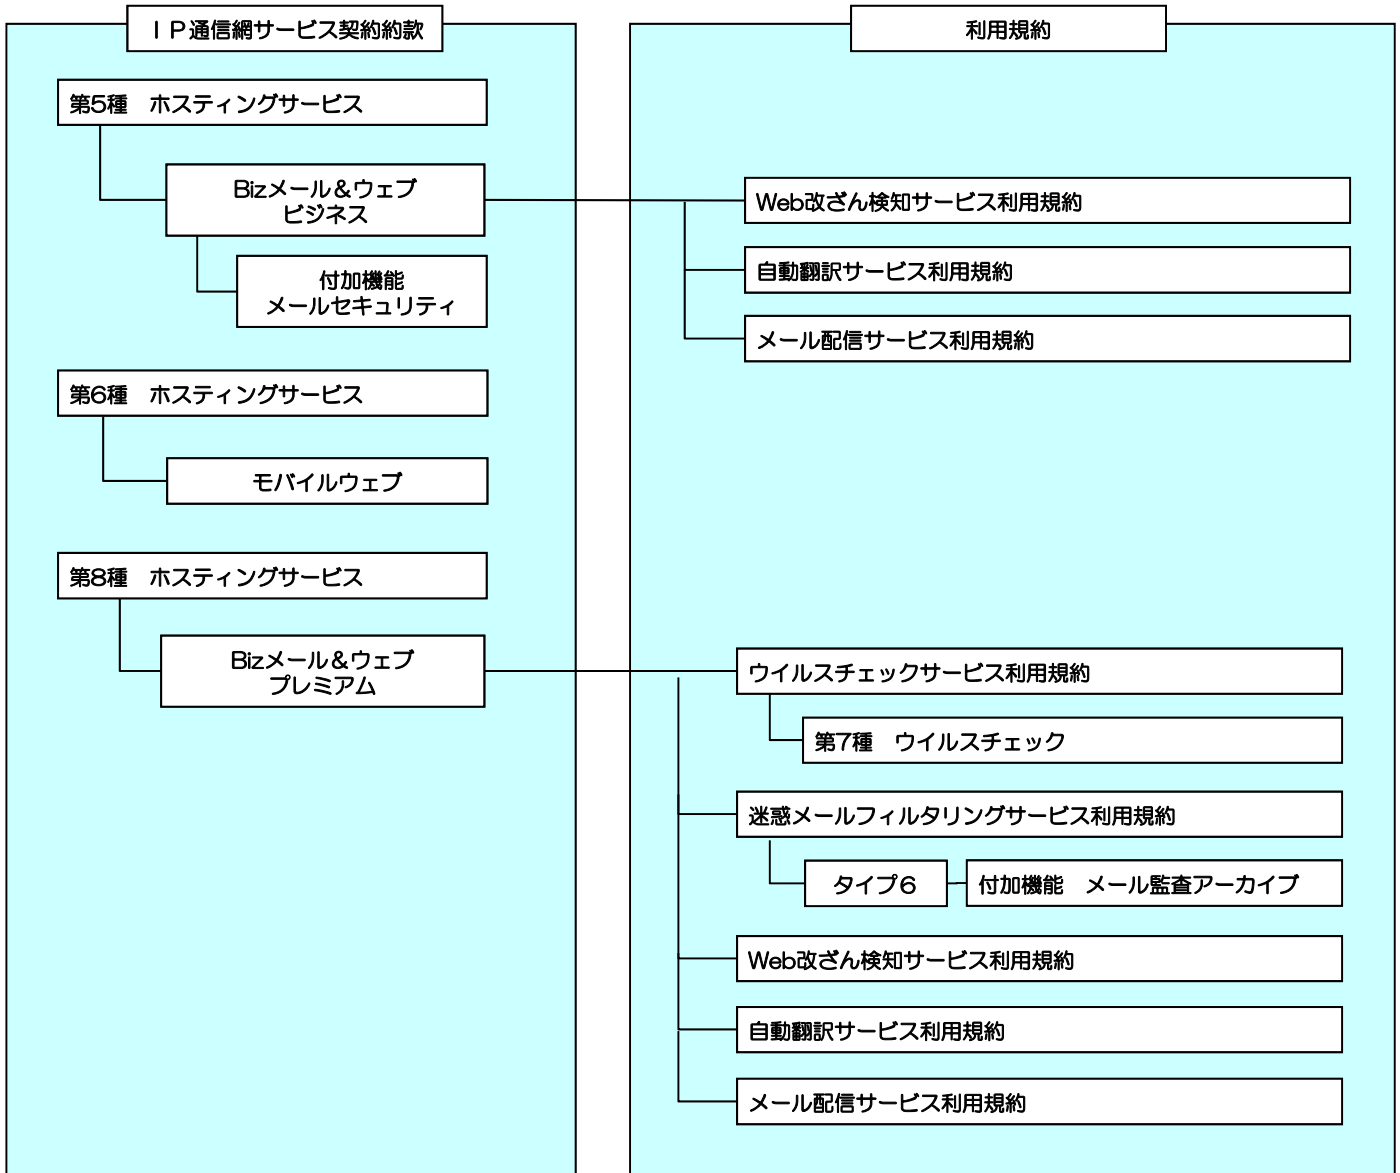 ＩＰ通信網サービス契約約款
第5種　ホスティングサービス
Bizメール＆ウェブ
ビジネス
付加機能
メールセキュリティ
第6種　ホスティングサービス
モバイルウェブ
第8種　ホスティングサービス
Bizメール＆ウェブ
プレミアム
利用規約
Web改ざん検知サービス利用規約
自動翻訳サービス利用規約
メール配信サービス利用規約
ウイルスチェックサービス利用規約
第7種　ウイルスチェック
迷惑メールフィルタリングサービス利用規約
タイプ６
付加機能　メール監査アーカイブ
Web改ざん検知サービス利用規約
自動翻訳サービス利用規約
メール配信サービス利用規約